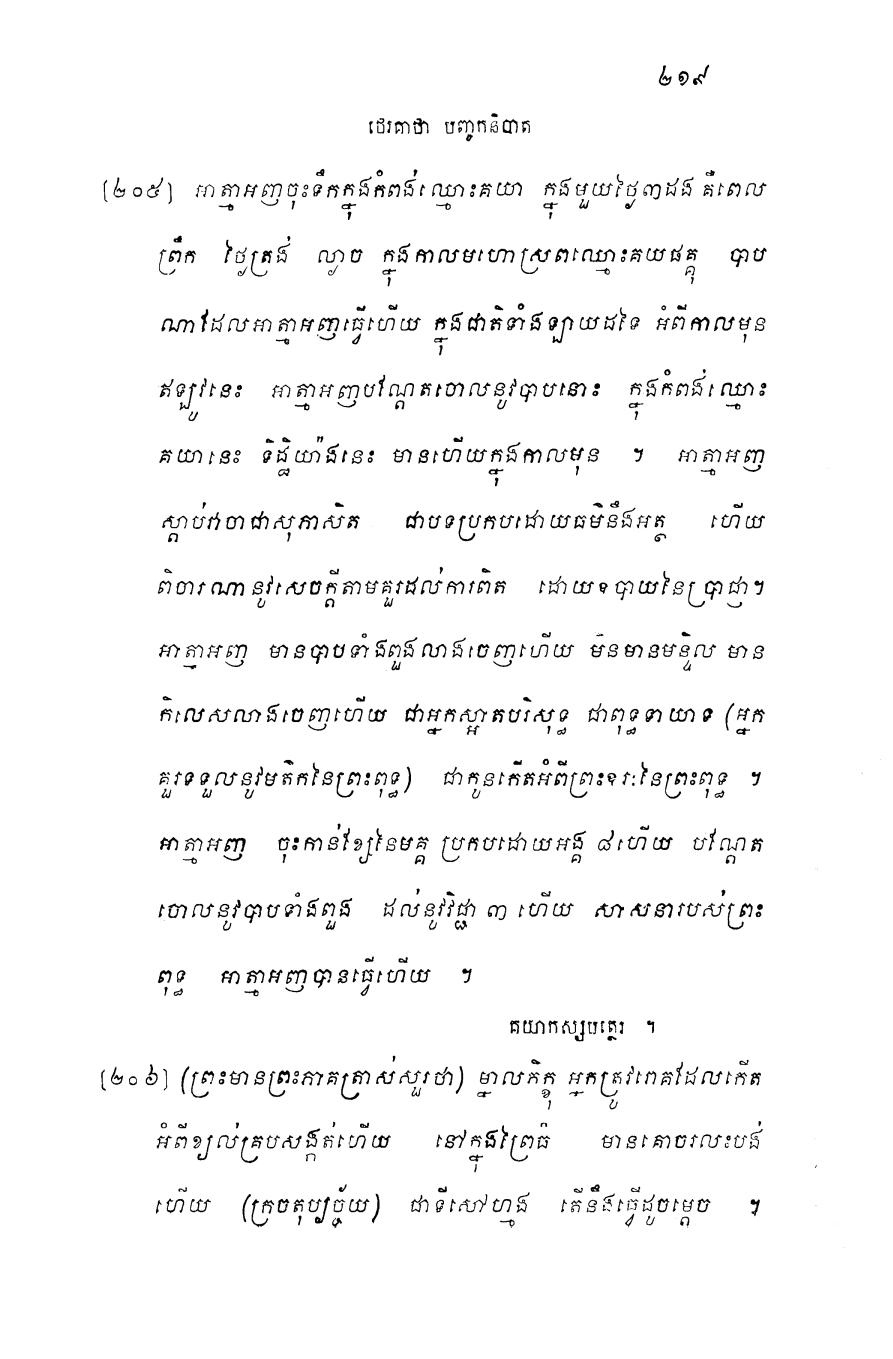 ២១៩
ថេរគាថា បញ្ចកនិបាត
[២០៥] អាត្មាអញចុះទឹកក្នុងកំពង់ឈ្មោះគយា ក្នុងមួយថ្ងៃ៣ដង គឺពេល
ព្រឹក ថ្ងៃត្រង់ ល្ងាច ក្នុងកាលមហោស្រពឈ្មោះគយផគ្គុ បាប
ណាដែលអាត្មាអញធ្វើហើយ ក្នុងជាតិទាំងឡាយដទៃ អំពីកាលមុន
ឥឡូវនេះ អាត្មាអញបណ្តែតចោលនូវបាបនោះ ក្នុងកំពង់ឈ្មោះ
គយានេះ ទិដ្ឋិយ៉ាងនេះ មានហើយក្នុងកាលមុន ។ អាត្មាអញ
ស្តាប់វាចាជាសុភាសិត ជាបទប្រកបដោយធម៌នឹងអត្ថ ហើយ
ពិចារណានូវសេចក្តីតាមគួរដល់ការពិត ដោយឧបាយនៃប្រាជ្ញា។
អាត្មាអញ មានបាបទាំងពួងលាងចេញហើយ មិនមានមន្ទិល មាន
កិលេសលាងចេញហើយ ជាអ្នកស្អាតបរិសុទ្ធ ជាពុទ្ធទាយាទ (អ្នក
គួរទទួលនូវមត៌កនៃព្រះពុទ្ធ) ជាកូនកើតអំពីព្រះឧរៈនៃព្រះពុទ្ធ ។
អាត្មាអញ ចុះកាន់ខ្សែនៃមគ្គ ប្រកបដោយអង្គ ៨ហើយ បណ្តែត
ចោលនូវបាបទាំងពួង ដល់នូវវិជ្ជា ៣ ហើយ សាសនារបស់ព្រះ
ពុទ្ធ អាត្មាអញបានធ្វើហើយ ។
គយាកស្សបត្ថេរ ។
[២០៦] (ព្រះមានព្រះភាគត្រាស់សួរថា) ម្នាលភិក្ខុ អ្នកត្រូវរោគដែលកើត
អំពីខ្យល់គ្របសង្កត់ហើយ នៅក្នុងព្រៃធំ មានគោចរលះបង់
ហើយ (ក្រចតុប្បច្ច័យ) ជាទីសៅហ្មង តើនឹងធ្វើដូចម្តេច ។